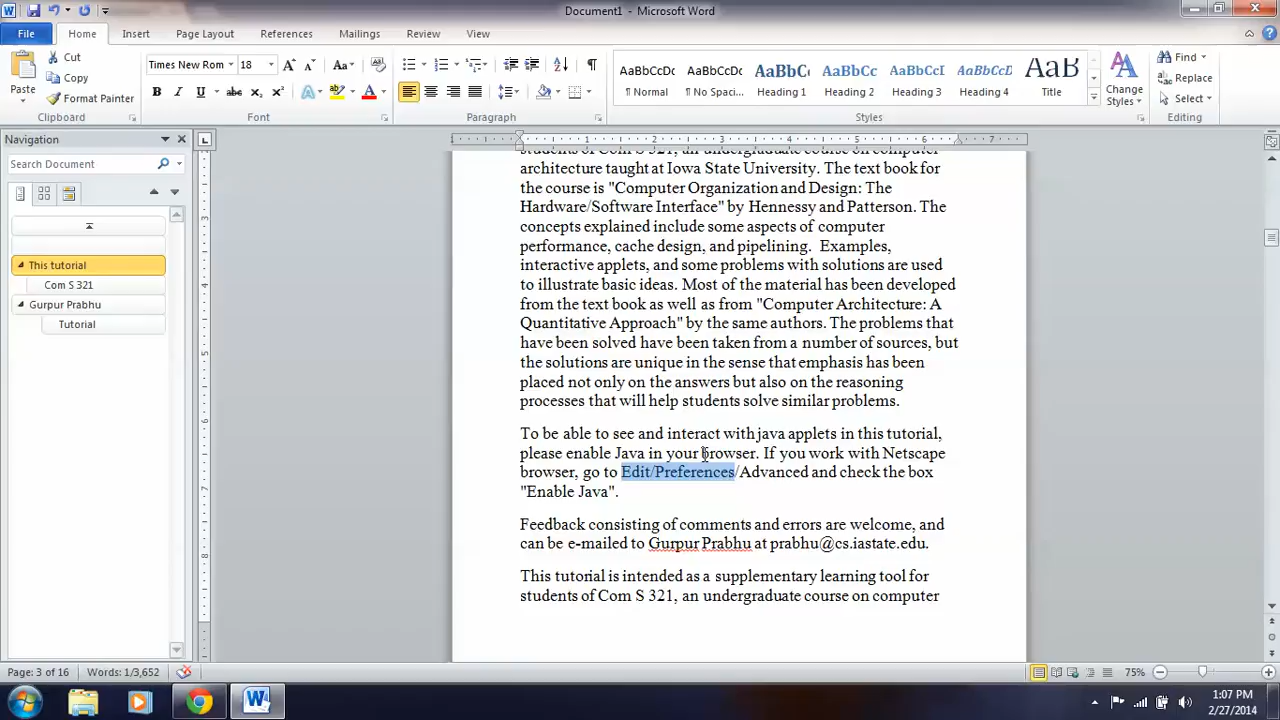 Document1 - Microsoft Word
File Home Insert Page Layout References Mailings Review View
Cut
Copy
Format Painter
Paste
Clipboard
Times New Rom 18
Font
Paragraph
AaBbCcDc AaBbCcDc AaBbC AaBbCc AaBbCcI AaBbCcI AaB
¶ Normal ¶ No Spaci... Heading 1 Heading 2 Heading 3 Heading 4 Title
Change
Styles
Styles
Find
Replace
Select
Editing
Navigation
Search Document
This tutorial
Com S 321
Gurpur Prabhu
Tutorial
students of Com S 321, an undergraduate course on computer
architecture taught at Iowa State University. The text book for
the course is "Computer Organization and Design: The
Hardware/Software Interface" by Hennessy and Patterson. The
concepts explained include some aspects of computer
performance, cache design, and pipelining.  Examples,
interactive applets, and some problems with solutions are used
to illustrate basic ideas. Most of the material has been developed
from the text book as well as from "Computer Architecture: A
Quantitative Approach" by the same authors. The problems that
have been solved have been taken from a number of sources, but
the solutions are unique in the sense that emphasis has been
placed not only on the answers but also on the reasoning
processes that will help students solve similar problems.
To be able to see and interact with java applets in this tutorial,
please enable Java in your browser. If you work with Netscape
browser, go to Edit/Preferences/Advanced and check the box
"Enable Java".
Feedback consisting of comments and errors are welcome, and
can be e-mailed to Gurpur Prabhu at prabhu@cs.iastate.edu.
This tutorial is intended as a supplementary learning tool for
students of Com S 321, an undergraduate course on computer
Page: 3 of 16 Words: 1/3,652 75%
1:07 PM
2/27/2014